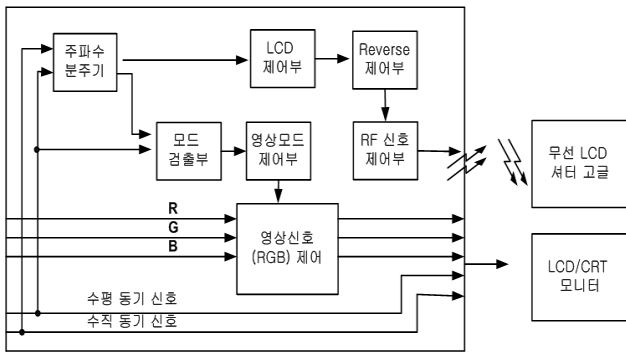 주파수
분주기
LCD
제어부
Reverse
제어부
모드
검출부
영상모드
제어부
RF 신호
제어부
무선 LCD
셔터 고글
R
G
B
영상신호
(RGB) 제어
LCD/CRT
모니터
수평 동기 신호
수직 동기 신호